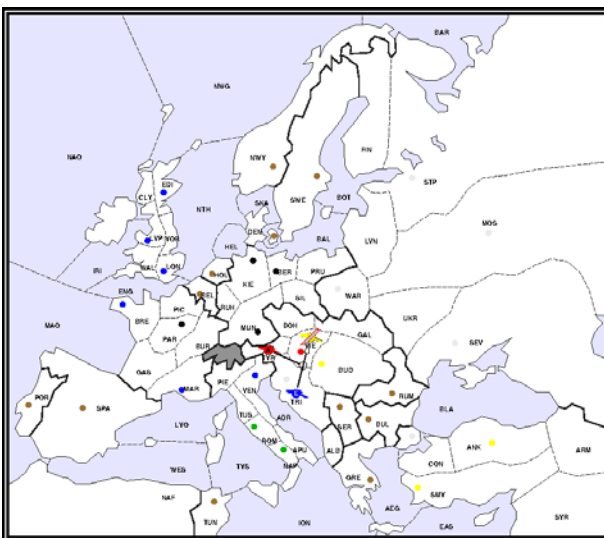 BAR
NWG
NAO
FIN
NWY
STP
EDI
CLY
SWE
NTH
SKA
BOT
MOS
LVP YOR
DEN
LVN
HEL
BAL
WAL
LON
IRI
HOL
KIE
BER
PRU
ENG
BEL
WAR
RUH
SIL
UKR
PIC
BRE
MAO
MUN
BOH
GAL
SEV
PAR
BUR
TYR
VIE
GAS
BUD
MAR
PIE
VEN
TRI
RUM
POR
SPA
TUS
ADR
SER
BUL
BLA
LYO
ROM
APU
ALB
ANK
ARM
WES
TYS
NAP
CON
GRE
SMY
NAF
TUN
ION
AEG
EAS
SYR